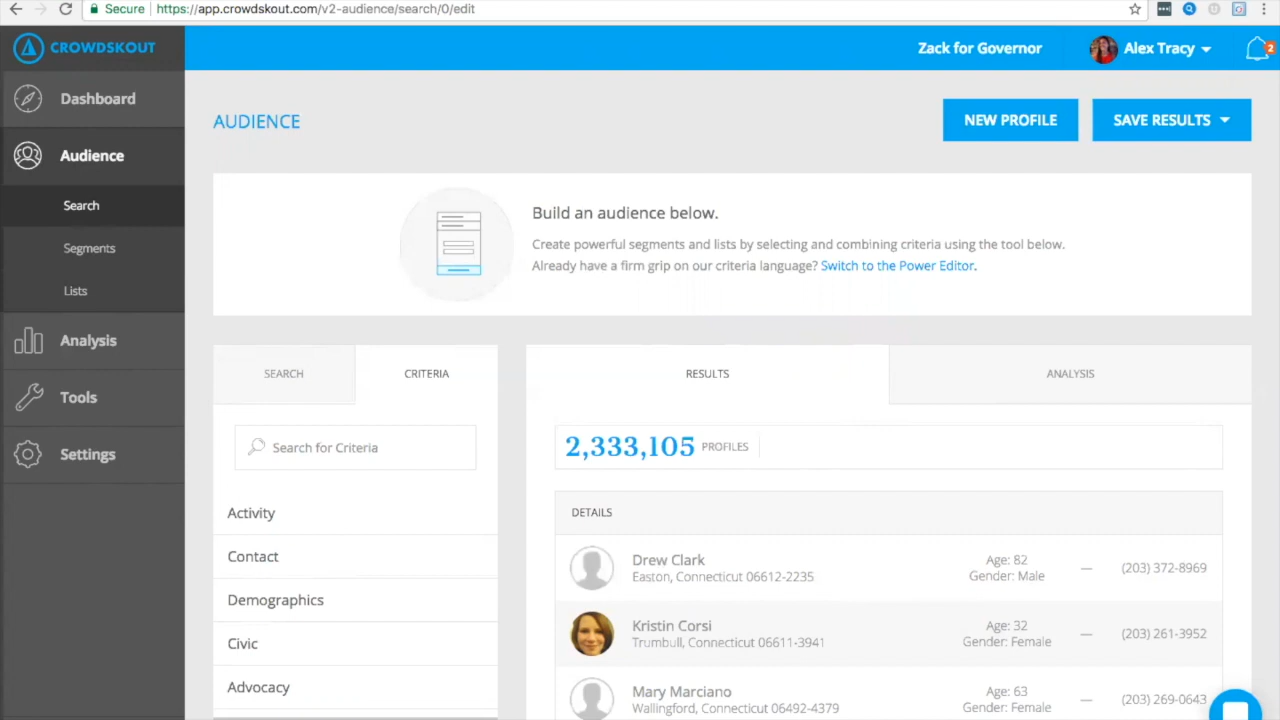 Secure https://app.crowdskout.com/v2-audience/search/0/edit
CROWDSKOUT
Zack for Governor
Alex Tracy
2
Dashboard
Audience
Search
Segments
Lists
Analysis
Tools
Settings
AUDIENCE
NEW PROFILE
SAVE RESULTS
Build an audience below.
Create powerful segments and lists by selecting and combining criteria using the tool below.
Already have a firm grip on our criteria language? Switch to the Power Editor.
SEARCH
CRITERIA
Search for Criteria
Activity
Contact
Demographics
Civic
Advocacy
RESULTS
ANALYSIS
2,333,105 PROFILES
DETAILS
Drew Clark
Easton, Connecticut 06612-2235
Age: 82
Gender: Male
—
(203) 372-8969
Kristin Corsi
Trumbull, Connecticut 06611-3941
Age: 32
Gender: Female
—
(203) 261-3952
Mary Marciano
Wallingford, Connecticut 06492-4379
Age: 63
Gender: Female
—
(203) 269-0643